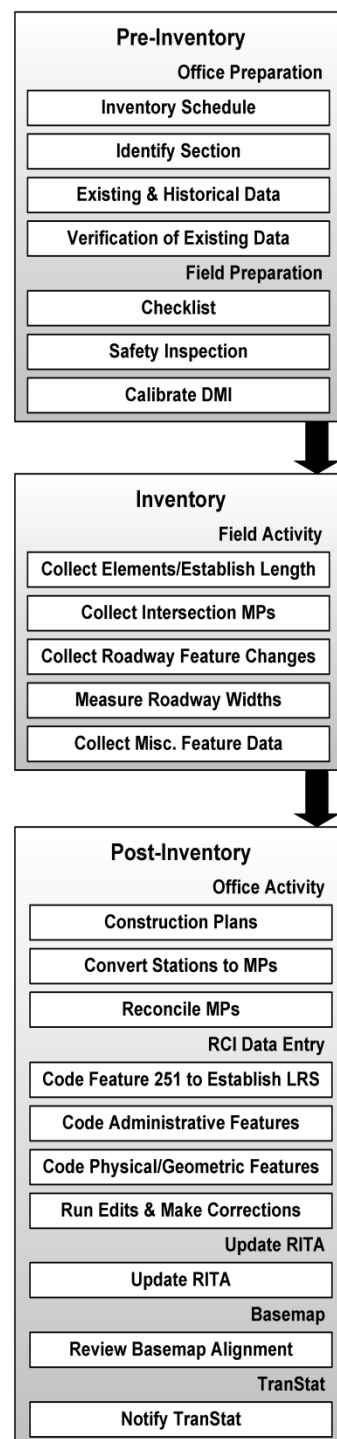 Pre-Inventory
Office Preparation
Inventory Schedule
Identify Section
Existing & Historical Data
Verification of Existing Data
Field Preparation
Checklist
Safety Inspection
Calibrate DMI
Inventory
Field Activity
Collect Elements/Establish Length
Collect Intersection MPs
Collect Roadway Feature Changes
Measure Roadway Widths
Collect Misc. Feature Data
Post-Inventory
Office Activity
Construction Plans
Convert Stations to MPs
Reconcile MPs
RCI Data Entry
Code Feature 251 to Establish LRS
Code Administrative Features
Code Physical/Geometric Features
Run Edits & Make Corrections
Update RITA
Update RITA
Basemap
Review Basemap Alignment
TranStat
Notify TranStat